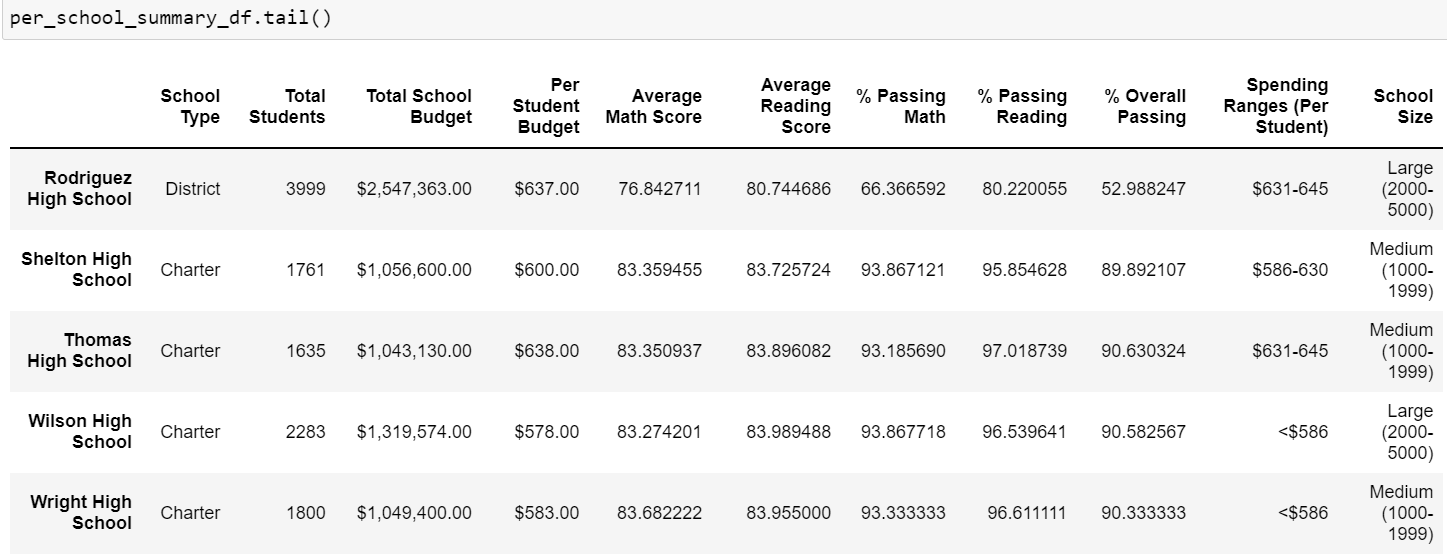 per_school_summary_df.tail()
School Type Total Students Total School Budget Per Student Budget Average Math Score Average Reading Score % Passing Math % Passing Reading % Overall Passing Spending Ranges (Per Student) School Size
Rodriguez High School District 3999 $2,547,363.00 $637.00 76.842711 80.744686 66.366592 80.220055 52.988247 $631-645 Large (2000-5000)
Shelton High School Charter 1761 $1,056,600.00 $600.00 83.359455 83.725724 93.867121 95.854628 89.892107 $586-630 Medium (1000-1999)
Thomas High School Charter 1635 $1,043,130.00 $638.00 83.350937 83.896082 93.185690 97.018739 90.630324 $631-645 Medium (1000-1999)
Wilson High School Charter 2283 $1,319,574.00 $578.00 83.274201 83.989488 93.867718 96.539641 90.582567 <$586 Large (2000-5000)
Wright High School Charter 1800 $1,049,400.00 $583.00 83.682222 83.955000 93.333333 96.611111 90.333333 <$586 Medium (1000-1999)